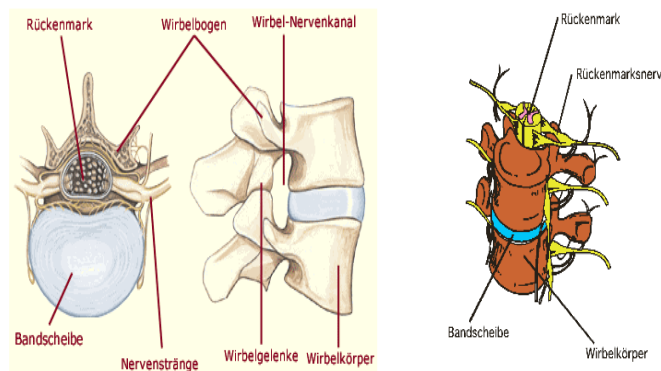 Rückenmark
Wirbelbogen
Wirbel-Nervenkanal
Bandscheibe
Nervenstränge
Wirbelgelenke
Wirbelkörper
Rückenmark
Rückenmarksnerv
Bandscheibe
Wirbelkörper